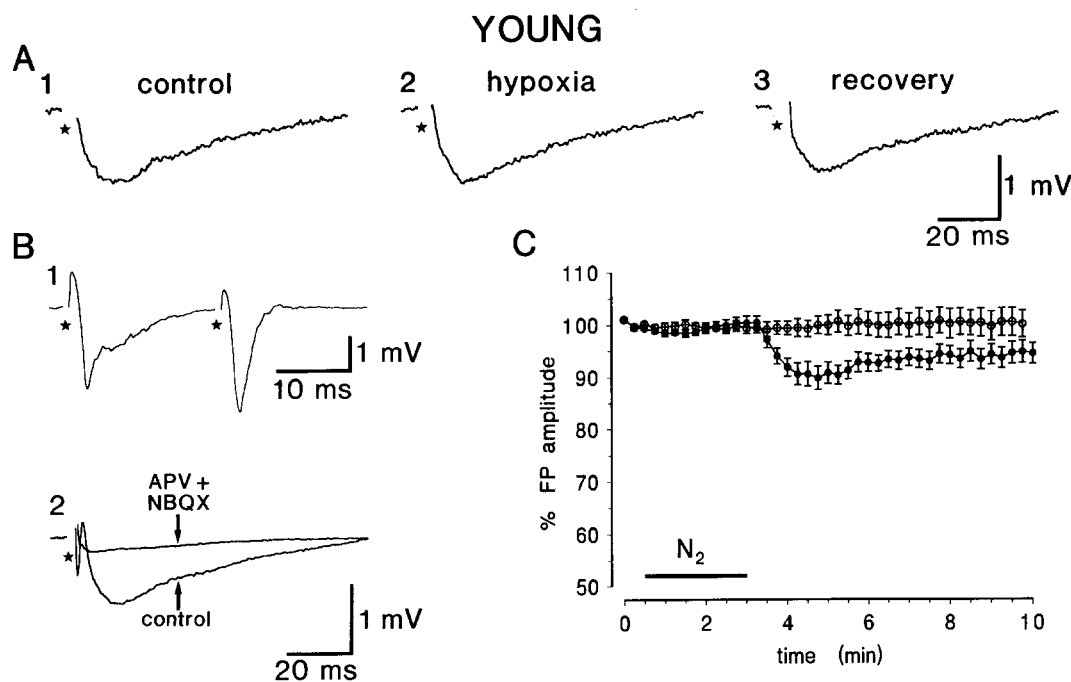 YOUNG
A
1 control
2 hypoxia
3 recovery
1 mV
20 ms
B
1
1 mV
10 ms
2
APV +
NBQX
control
1 mV
20 ms
C
110
100
90
80
70
60
50
% FP amplitude
N2
0 2 4 6 8 10
time (min)